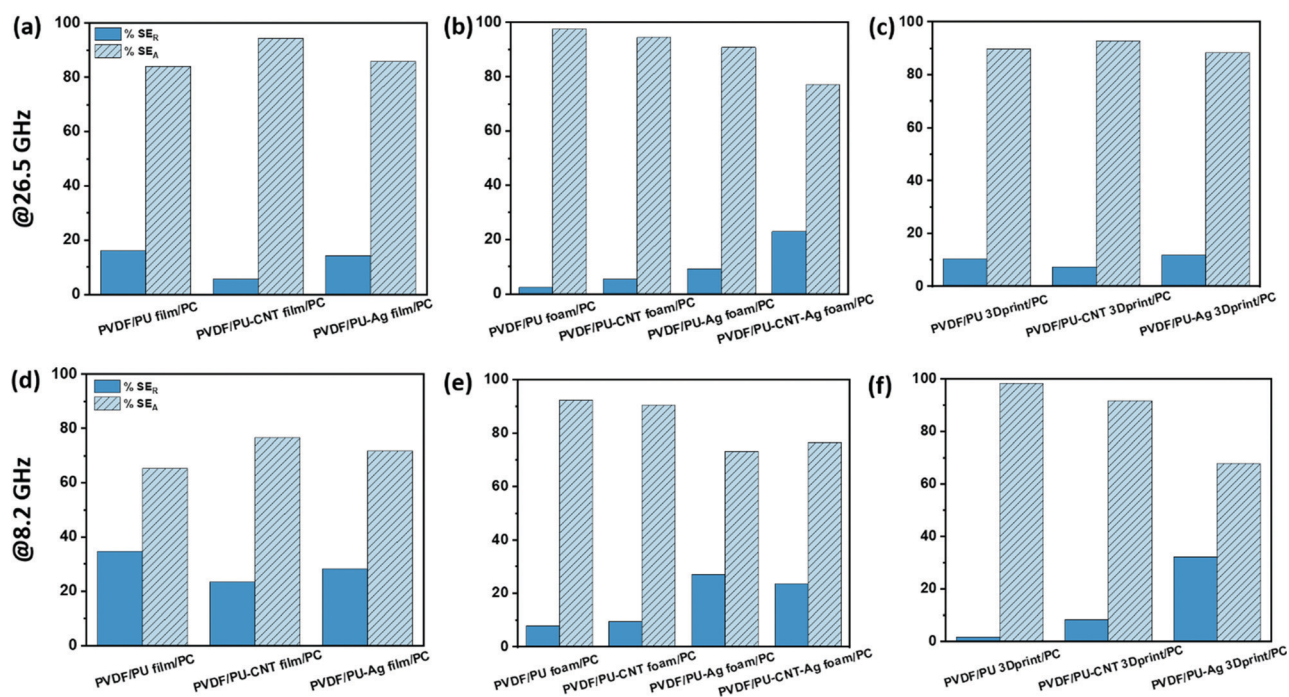 (a)
% SE_R
% SE_A
100
80
60
40
20
0
PVDF/PU film/PC
PVDF/PU-CNT film/PC
PVDF/PU-Ag film/PC
@26.5 GHz
(b)
100
80
60
40
20
0
PVDF/PU foam/PC
PVDF/PU-CNT foam/PC
PVDF/PU-Ag foam/PC
PVDF/PU-CNT-Ag foam/PC
(c)
100
80
60
40
20
0
PVDF/PU 3Dprint/PC
PVDF/PU-CNT 3Dprint/PC
PVDF/PU-Ag 3Dprint/PC
(d)
% SE_R
% SE_A
100
80
60
40
20
0
PVDF/PU film/PC
PVDF/PU-CNT film/PC
PVDF/PU-Ag film/PC
@8.2 GHz
(e)
100
80
60
40
20
0
PVDF/PU foam/PC
PVDF/PU-CNT foam/PC
PVDF/PU-Ag foam/PC
PVDF/PU-CNT-Ag foam/PC
(f)
100
80
60
40
20
0
PVDF/PU 3Dprint/PC
PVDF/PU-CNT 3Dprint/PC
PVDF/PU-Ag 3Dprint/PC